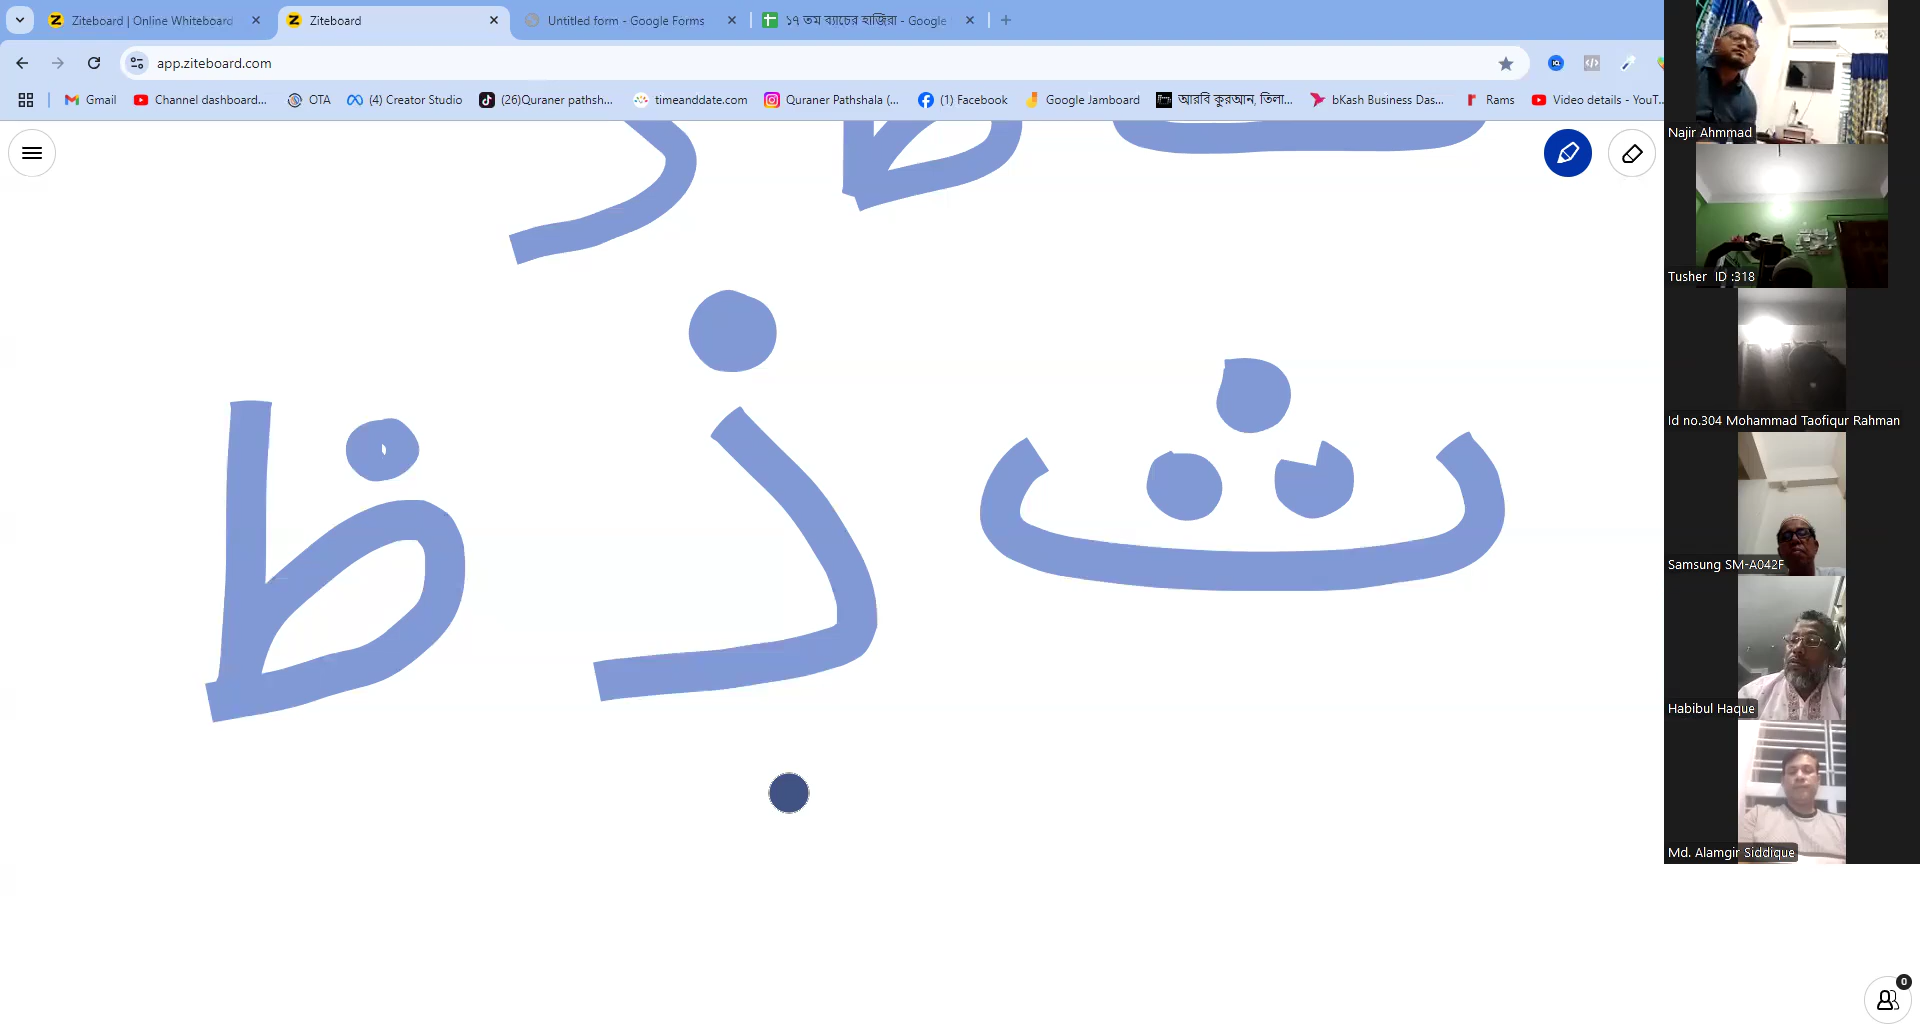 Ziteboard | Online Whiteboard
Ziteboard
Untitled form - Google Forms
১৭ তম ব্যাচের হাজিরা - Google
app.ziteboard.com
Gmail
Channel dashboard...
OTA
(4) Creator Studio
(26)Quraner pathsh...
timeanddate.com
Quraner Pathshala (...
(1) Facebook
Google Jamboard
আরবি কুরআন, তিলা...
bKash Business Das...
Rams
Video details - YouT...
ث ذ ظ
Najir Ahmmad
Tusher ID :318
Id no.304 Mohammad Taofiqur Rahman
Samsung SM-A042F
Habibul Haque
Md. Alamgir Siddique
0